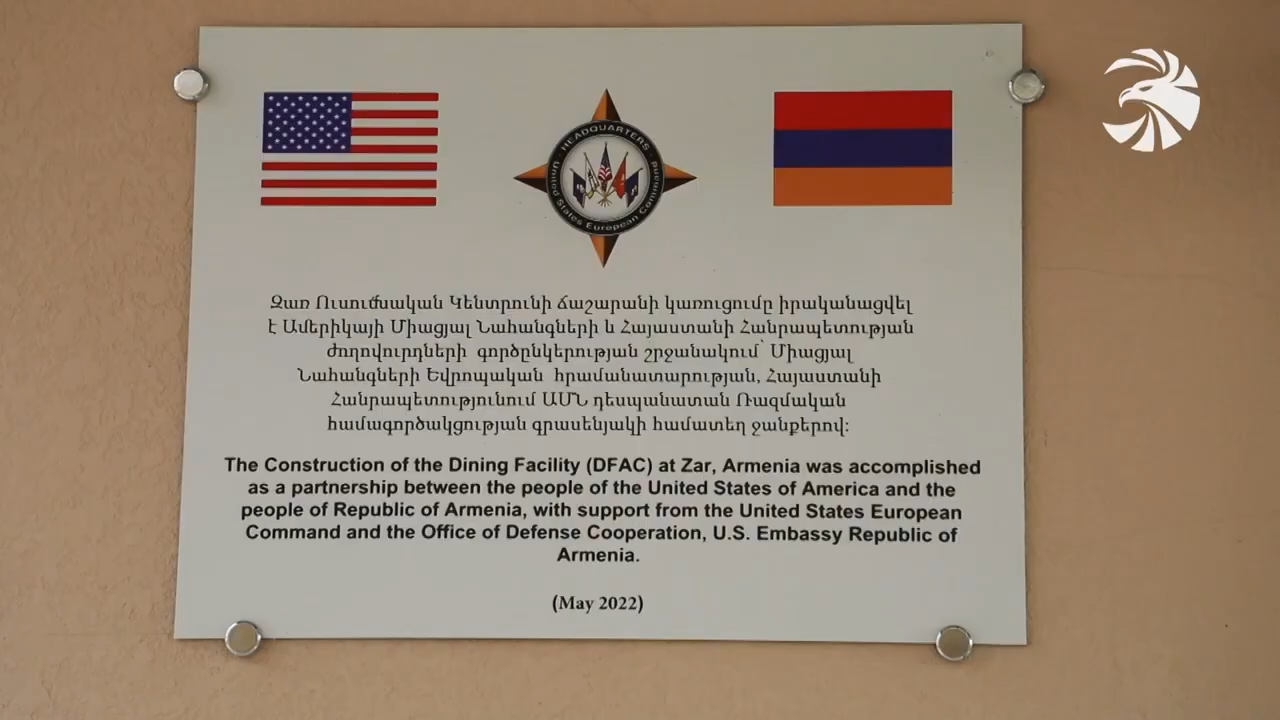 HEADQUARTERS
United States European Command
Զառ Ուսումնական Կենտրոնի ճաշարանի կառուցումը իրականացվել
է Ամերիկայի Միացյալ Նահանգների և Հայաստանի Հանրապետության
ժողովուրդների գործընկերության շրջանակում՝ Միացյալ
Նահանգների Եվրոպական հրամանատարության, Հայաստանի
Հանրապետությունում ԱՄՆ դեսպանատան Ռազմական
համագործակցության գրասենյակի համատեղ ջանքերով:
The Construction of the Dining Facility (DFAC) at Zar, Armenia was accomplished
as a partnership between the people of the United States of America and the
people of Republic of Armenia, with support from the United States European
Command and the Office of Defense Cooperation, U.S. Embassy Republic of
Armenia.
(May 2022)